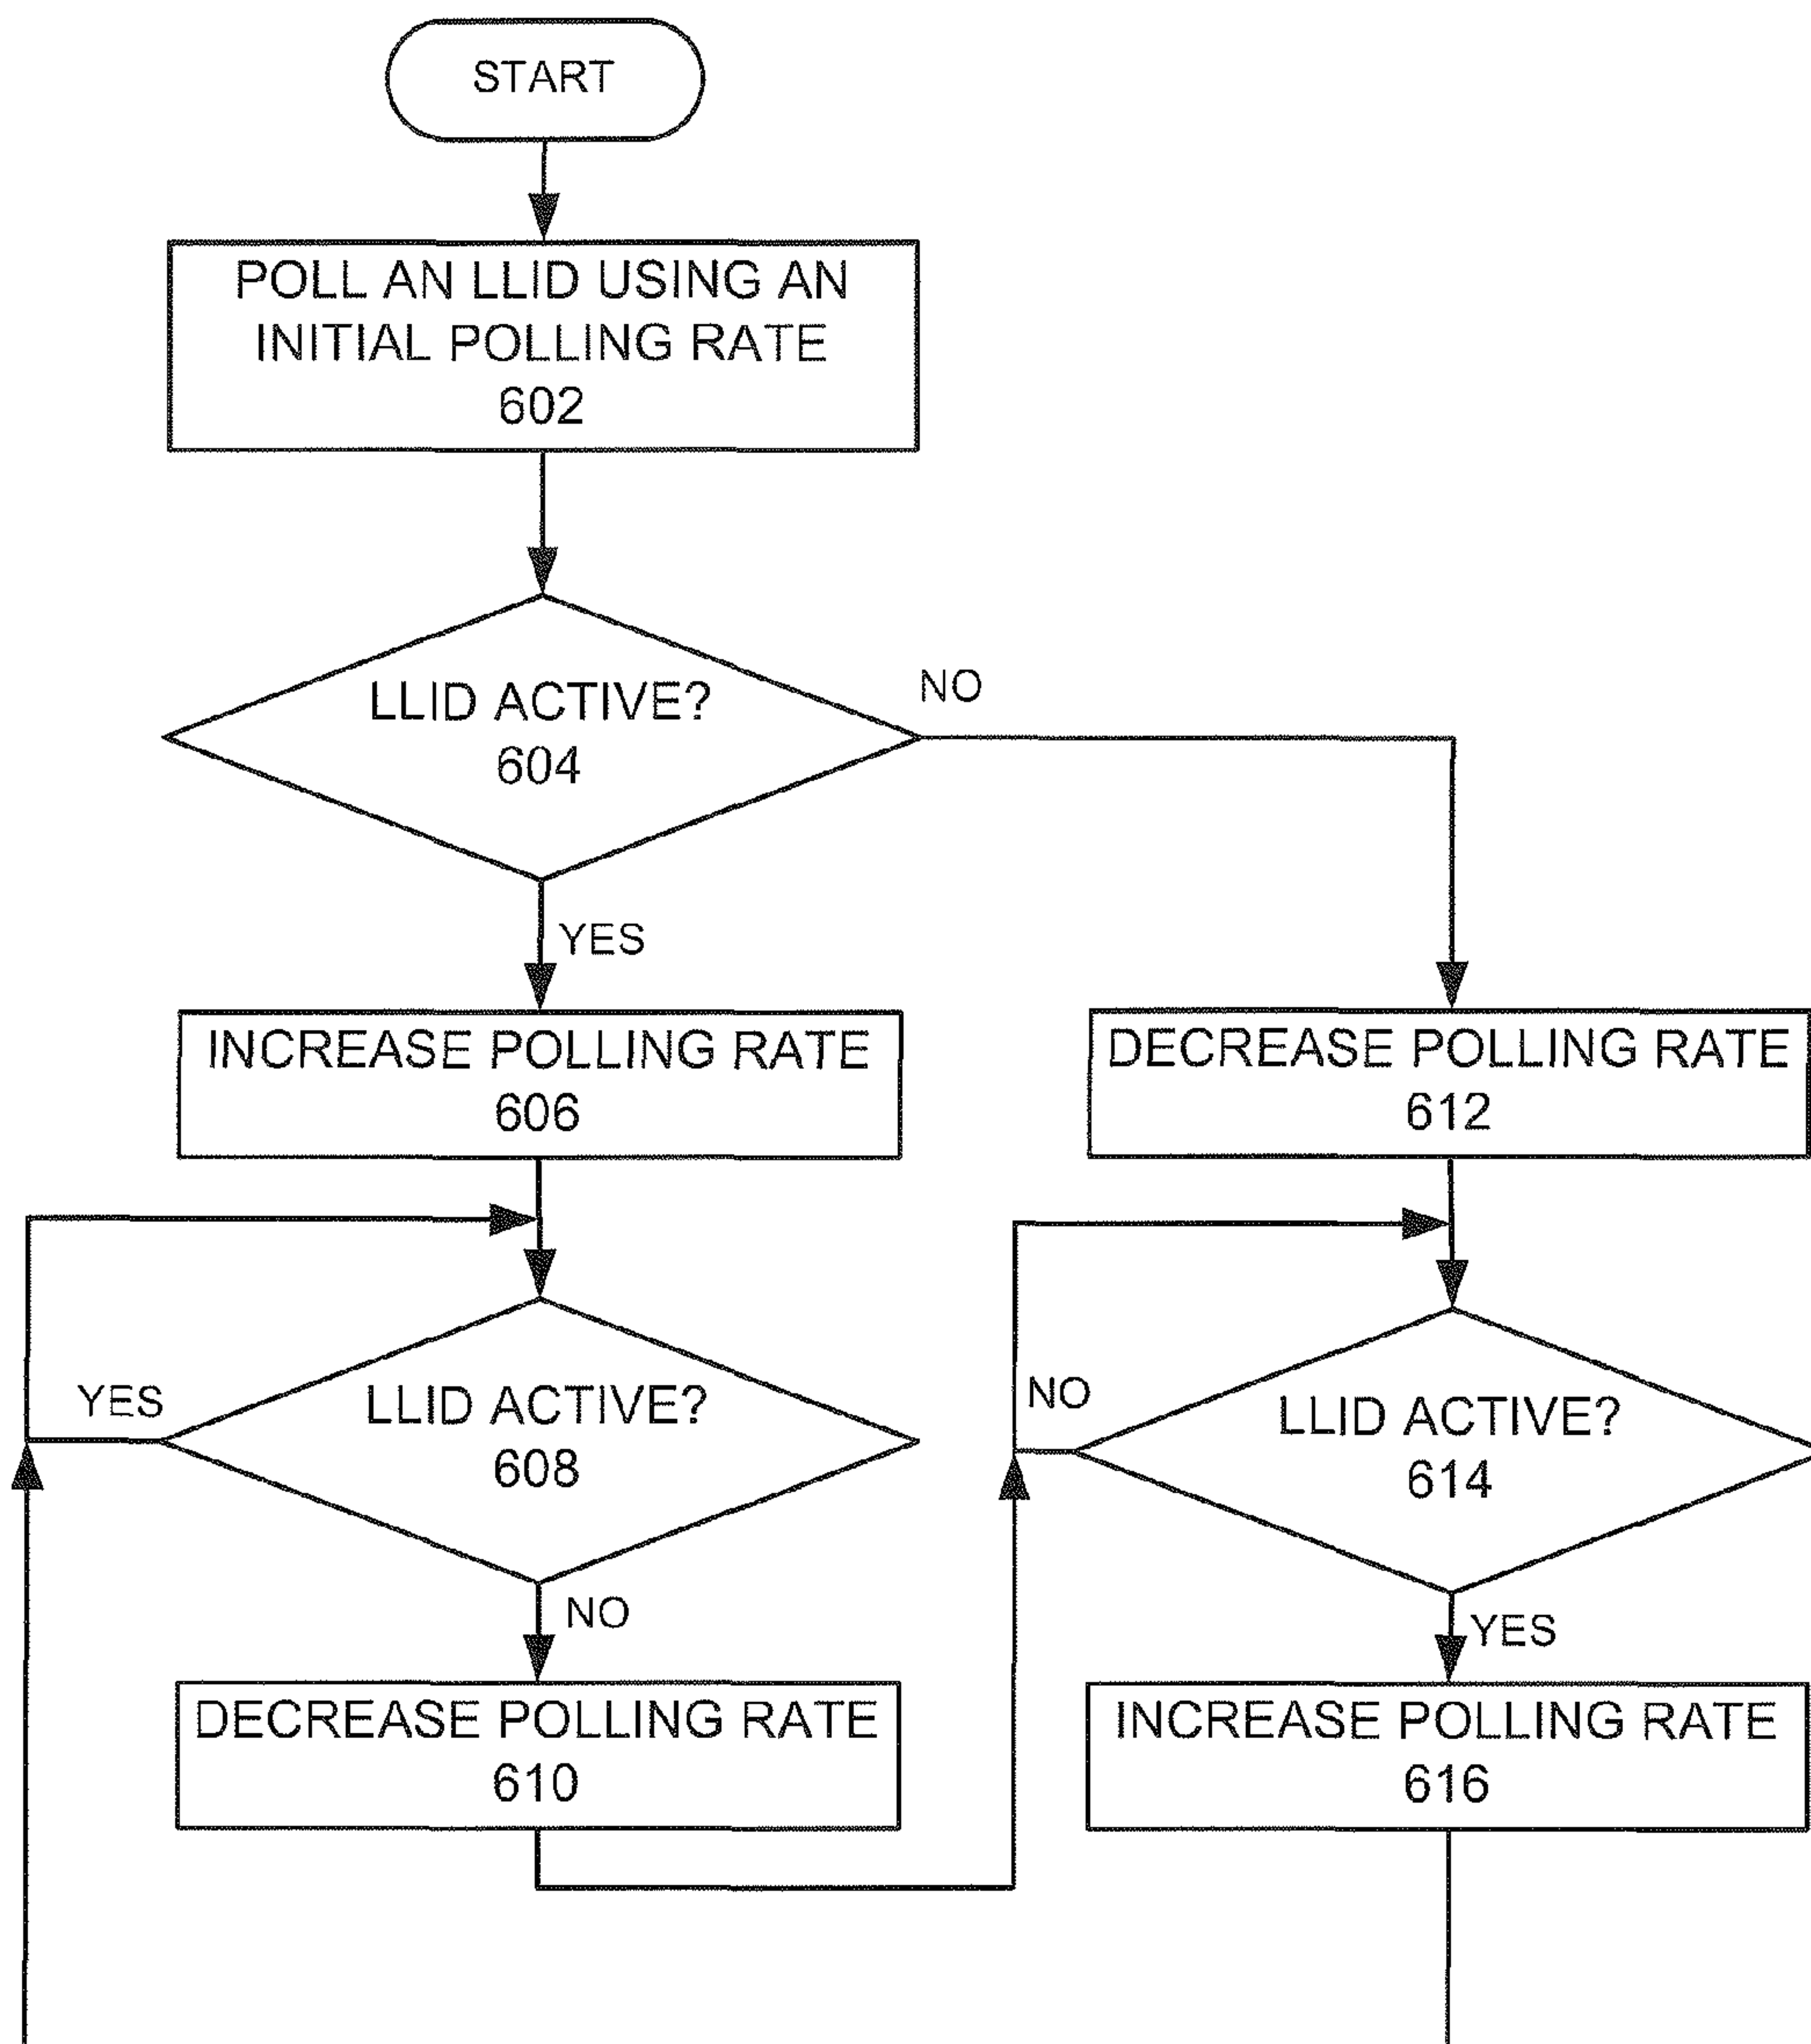 START
POLL AN LLID USING AN
INITIAL POLLING RATE
602
LLID ACTIVE?
604
NO
YES
INCREASE POLLING RATE
606
DECREASE POLLING RATE
612
YES
LLID ACTIVE?
608
NO
NO
LLID ACTIVE?
614
YES
DECREASE POLLING RATE
610
INCREASE POLLING RATE
616